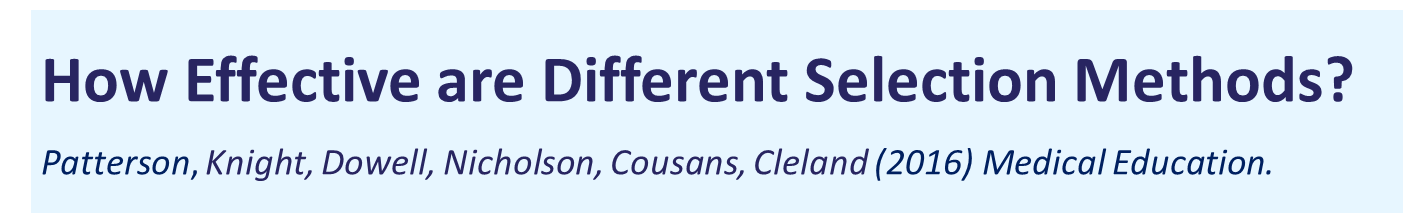 How Effective are Different Selection Methods?
Patterson, Knight, Dowell, Nicholson, Cousans, Cleland (2016) Medical Education.